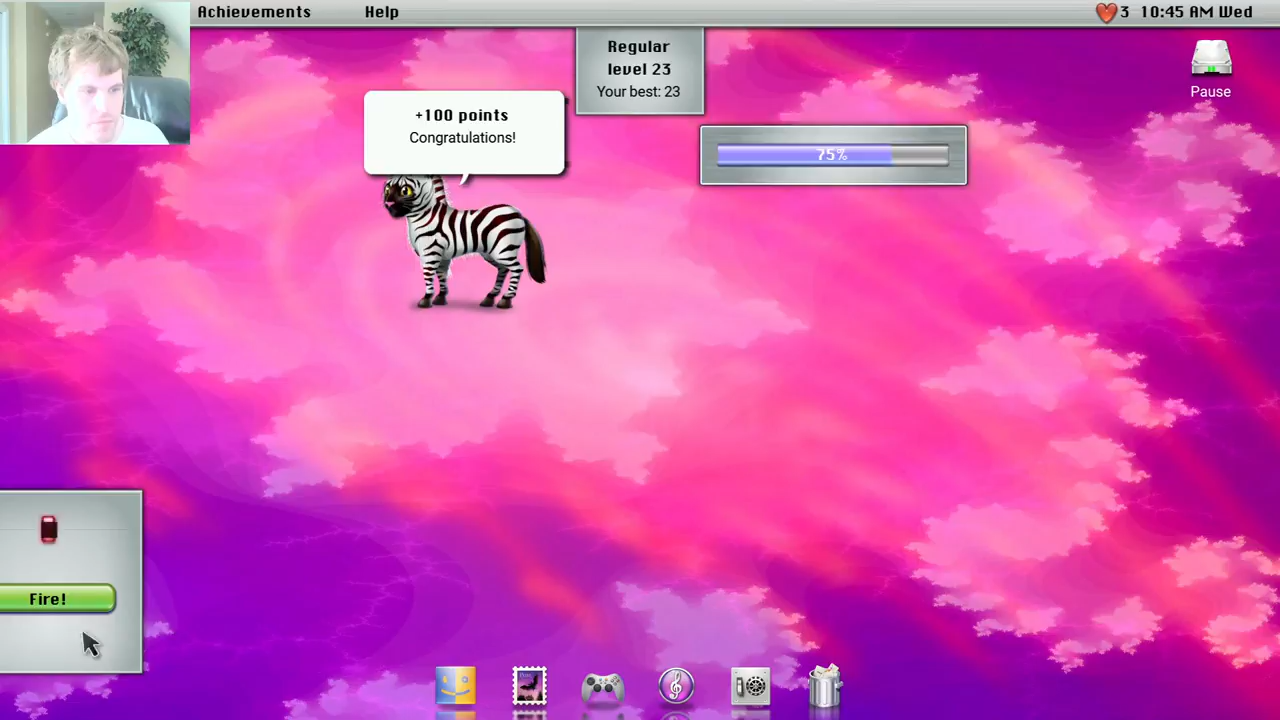 Achievements
Help
3 10:45 AM Wed
Regular
level 23
Your best: 23
Pause
+100 points
Congratulations!
75%
Fire!